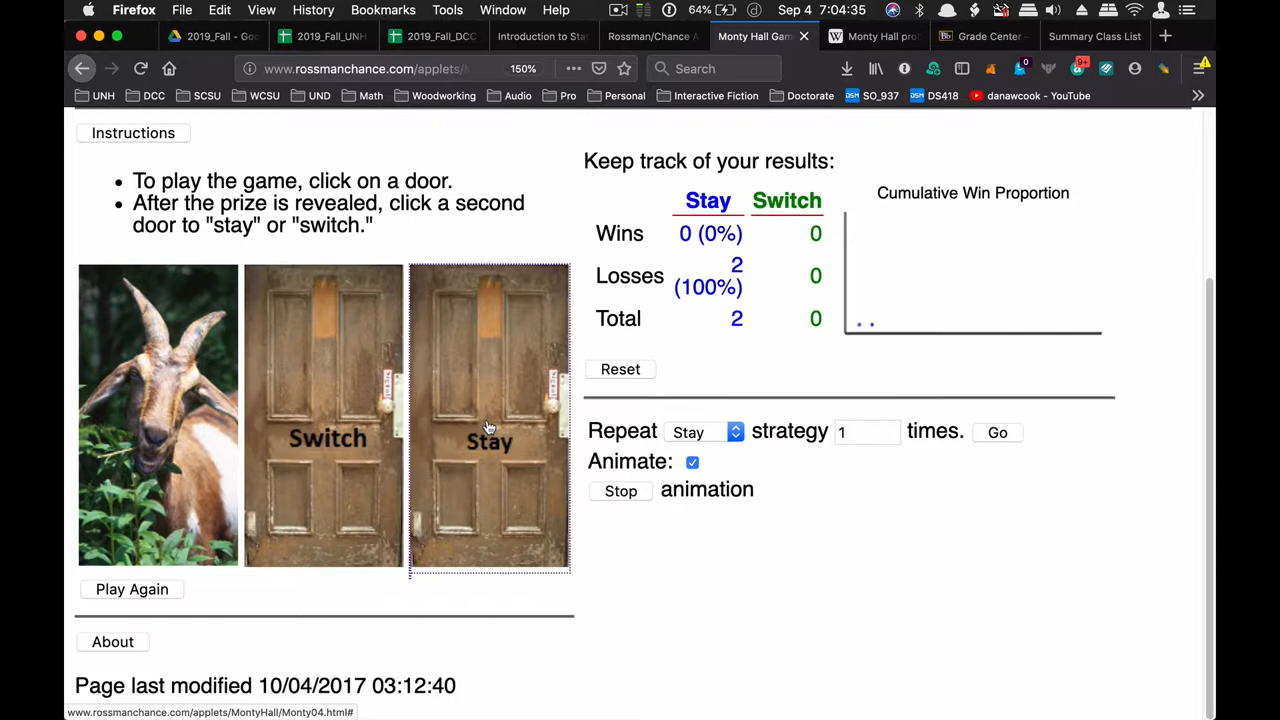 Firefox File Edit View History Bookmarks Tools Window Help 64% Sep 4 7:04:35
2019_Fall - Go 2019_Fall_UNH 2019_Fall_DCC Introduction to Stat Rossman/Chance A Monty Hall Gam Monty Hall pro Grade Center - Summary Class List
www.rossmanchance.com/applets/ 150% Search 0 9+
UNH DCC SCSU WCSU UND Math Woodworking Audio Pro Personal Interactive Fiction Doctorate SO_937 DS418 danawcook - YouTube
Instructions
• To play the game, click on a door.
• After the prize is revealed, click a second
door to "stay" or "switch."
Switch
Stay
Play Again
About
Page last modified 10/04/2017 03:12:40
www.rossmanchance.com/applets/MontyHall/Monty04.html#
Keep track of your results:
Stay Switch
Wins 0 (0%) 0
Losses 2 (100%) 0
Total 2 0
Cumulative Win Proportion
Reset
Repeat Stay strategy 1 times. Go
Animate:
Stop animation